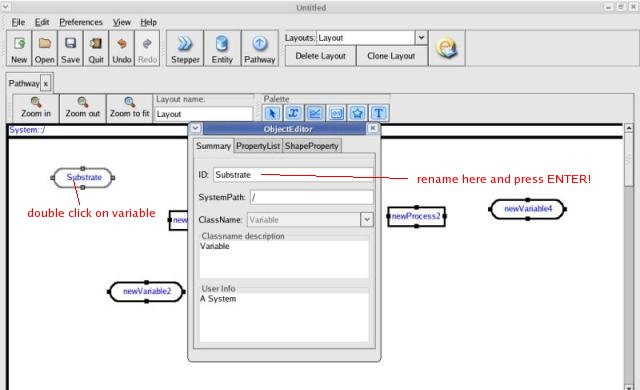 Untitled
File Edit Preferences View Help
New Open Save Quit Undo Redo Stepper Entity Pathway
Layouts: Layout
Delete Layout Clone Layout
Pathway x
Zoom in Zoom out Zoom to fit
Layout name:
Layout
Palette
T
System::/
ObjectEditor
Summary PropertyList ShapeProperty
ID: Substrate
SystemPath: /
ClassName: Variable
Classname description
Variable
User Info
A System
Substrate
double click on variable
rename here and press ENTER!
new
newProcess2
newVariable4
newVariable2